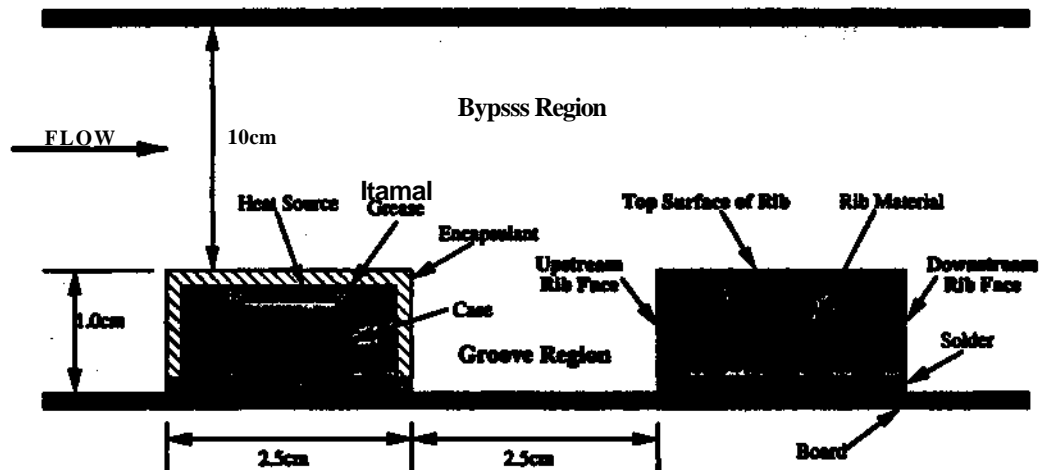 Bypsss Region
FLOW
10cm
Itamal
Heat Source
Grease
Top Surface of Rib
Rib Material
Encapsulant
Upstream
Rib Face
Downstream
Rib Face
1.0cm
Case
Groove Region
Solder
2.5cm
2.5cm
Board